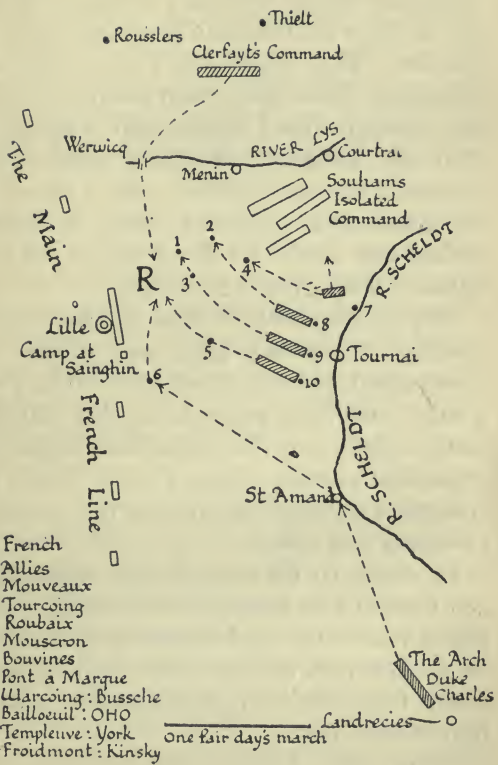 Thielt
Rousslers
Clerfayt's Command
Werwicq
RIVER LYS
Courtrai
Menin
Souhams
Isolated
Command
The
Main
1
2
3
4
R
R. SCHELDT
7
8
Lille
Camp at
Sainghin
5
9
Tournai
6
10
French
Line
R. SCHELDT
St Amand
French
Allies
Mouveaux
Tourcoing
Roubaix
Mouscron
Bouvines
Pont à Marque
Warcoing : Bussche
Bailloeuil : OHO
Templeuve : York
Froidmont : Kinsky
The Arch
Duke
Charles
Landrecies
One fair day's march